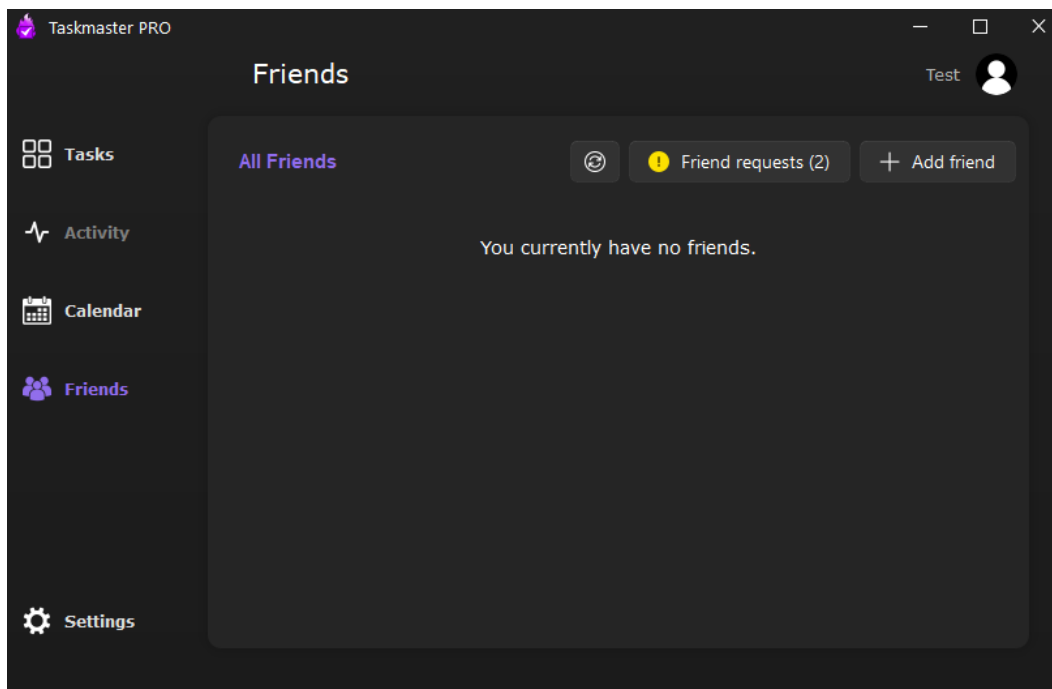 Taskmaster PRO
Friends
Test
Tasks
Activity
Calendar
Friends
Settings
All Friends
Friend requests (2)
Add friend
You currently have no friends.